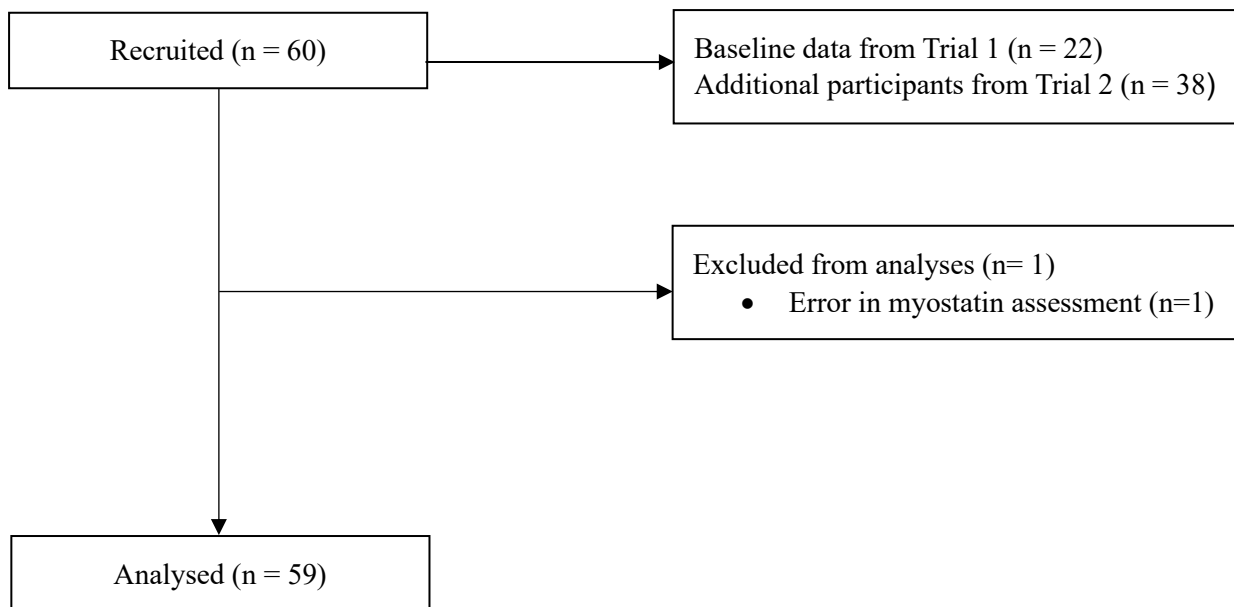 Recruited (n = 60)
Baseline data from Trial 1 (n = 22)
Additional participants from Trial 2 (n = 38)
Excluded from analyses (n= 1)
• Error in myostatin assessment (n=1)
Analysed (n = 59)